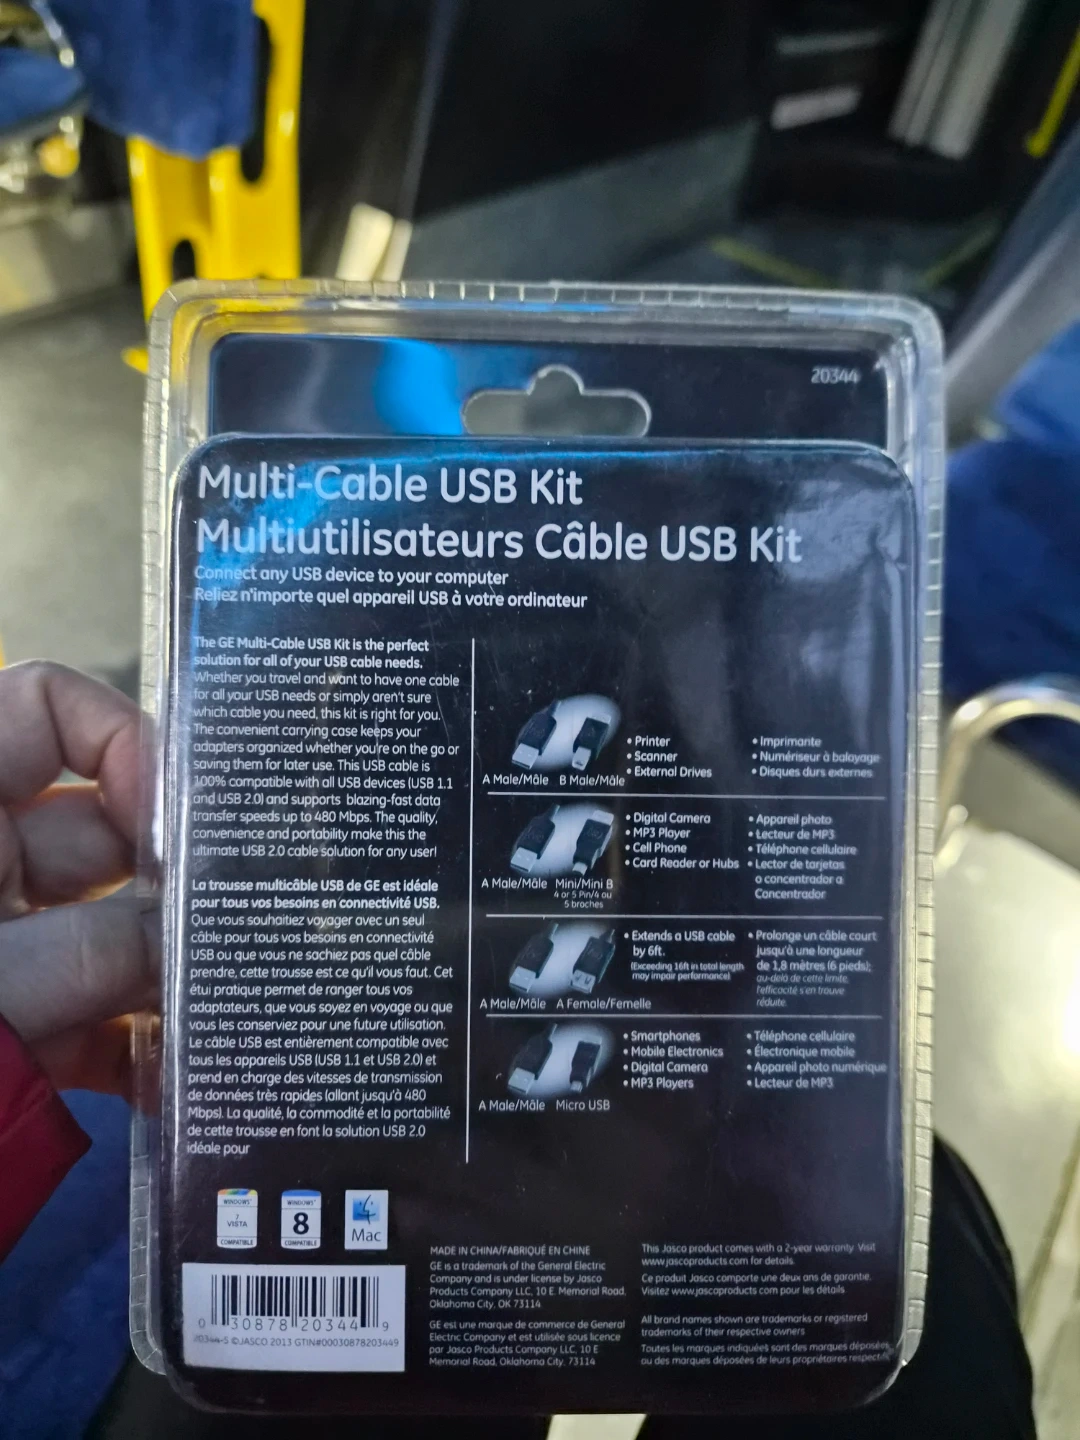 20344
Multi-Cable USB Kit
Multiutilisateurs Câble USB Kit
Connect any USB device to your computer
Reliez n'importe quel appareil USB à votre ordinateur
The GE Multi-Cable USB Kit is the perfect
solution for all of your USB cable needs.
Whether you travel and want to have one cable
for all your USB needs or simply aren't sure
which cable you need, this kit is right for you.
The convenient carrying case keeps your
adapters organized whether you're on the go or
saving them for later use. This USB cable is
100% compatible with all USB devices (USB 1.1
and USB 2.0) and supports blazing-fast data
transfer speeds up to 480 Mbps. The quality,
convenience and portability make this the
ultimate USB 2.0 cable solution for any user!
La trousse multicâble USB de GE est idéale
pour tous vos besoins en connectivité USB.
Que vous souhaitiez voyager avec un seul
câble pour tous vos besoins en connectivité
USB ou que vous ne sachiez pas quel câble
prendre, cette trousse est ce qu'il vous faut. Cet
étui pratique permet de ranger tous vos
adaptateurs, que vous soyez en voyage ou que
vous les conserviez pour une future utilisation.
Le câble USB est entièrement compatible avec
tous les appareils USB (USB 1.1 et USB 2.0) et
prend en charge des vitesses de transmission
de données très rapides (allant jusqu'à 480
Mbps). La qualité, la commodité et la portabilité
de cette trousse en font la solution USB 2.0
idéale pour
A Male/Mâle B Male/Mâle
• Printer
• Scanner
• External Drives
• Imprimante
• Numériseur à balayage
• Disques durs externes
A Male/Mâle Mini/Mini B
4 or 5 Pin/4 ou
5 broches
• Digital Camera
• MP3 Player
• Cell Phone
• Card Reader or Hubs
• Appareil photo
• Lecteur de MP3
• Téléphone cellulaire
• Lector de tarjetas
o concentrador a
Concentrador
A Male/Mâle A Female/Femelle
• Extends a USB cable
by 6ft.
(Exceeding 16ft in total length
may impair performance)
• Prolonge un câble court
jusqu'à une longueur
de 1,8 mètres (6 pieds);
au-delà de cette limite,
l'efficacité s'en trouve
réduite.
A Male/Mâle Micro USB
• Smartphones
• Mobile Electronics
• Digital Camera
• MP3 Players
• Téléphone cellulaire
• Électronique mobile
• Appareil photo numérique
• Lecteur de MP3
WINDOWS
7
VISTA
COMPATIBLE
WINDOWS
8
COMPATIBLE
Mac
0 30878 20344 9
20344-5 ©JASCO 2013 GTIN#00030878203449
MADE IN CHINA/FABRIQUÉ EN CHINE
GE is a trademark of the General Electric
Company and is under license by Jasco
Products Company LLC, 10 E. Memorial Road,
Oklahoma City, OK 73114
GE est une marque de commerce de General
Electric Company et est utilisée sous licence
par Jasco Products Company LLC, 10 E
Memorial Road, Oklahoma City, 73114
This Jasco product comes with a 2-year warranty. Visit
www.jascoproducts.com for details.
Ce produit Jasco comporte une deux ans de garantie.
Visitez www.jascoproducts.com pour les détails
All brand names shown are trademarks or registered
trademarks of their respective owners
Toutes les marques indiquées sont des marques déposées
ou des marques déposées de leurs propriétaires respectifs